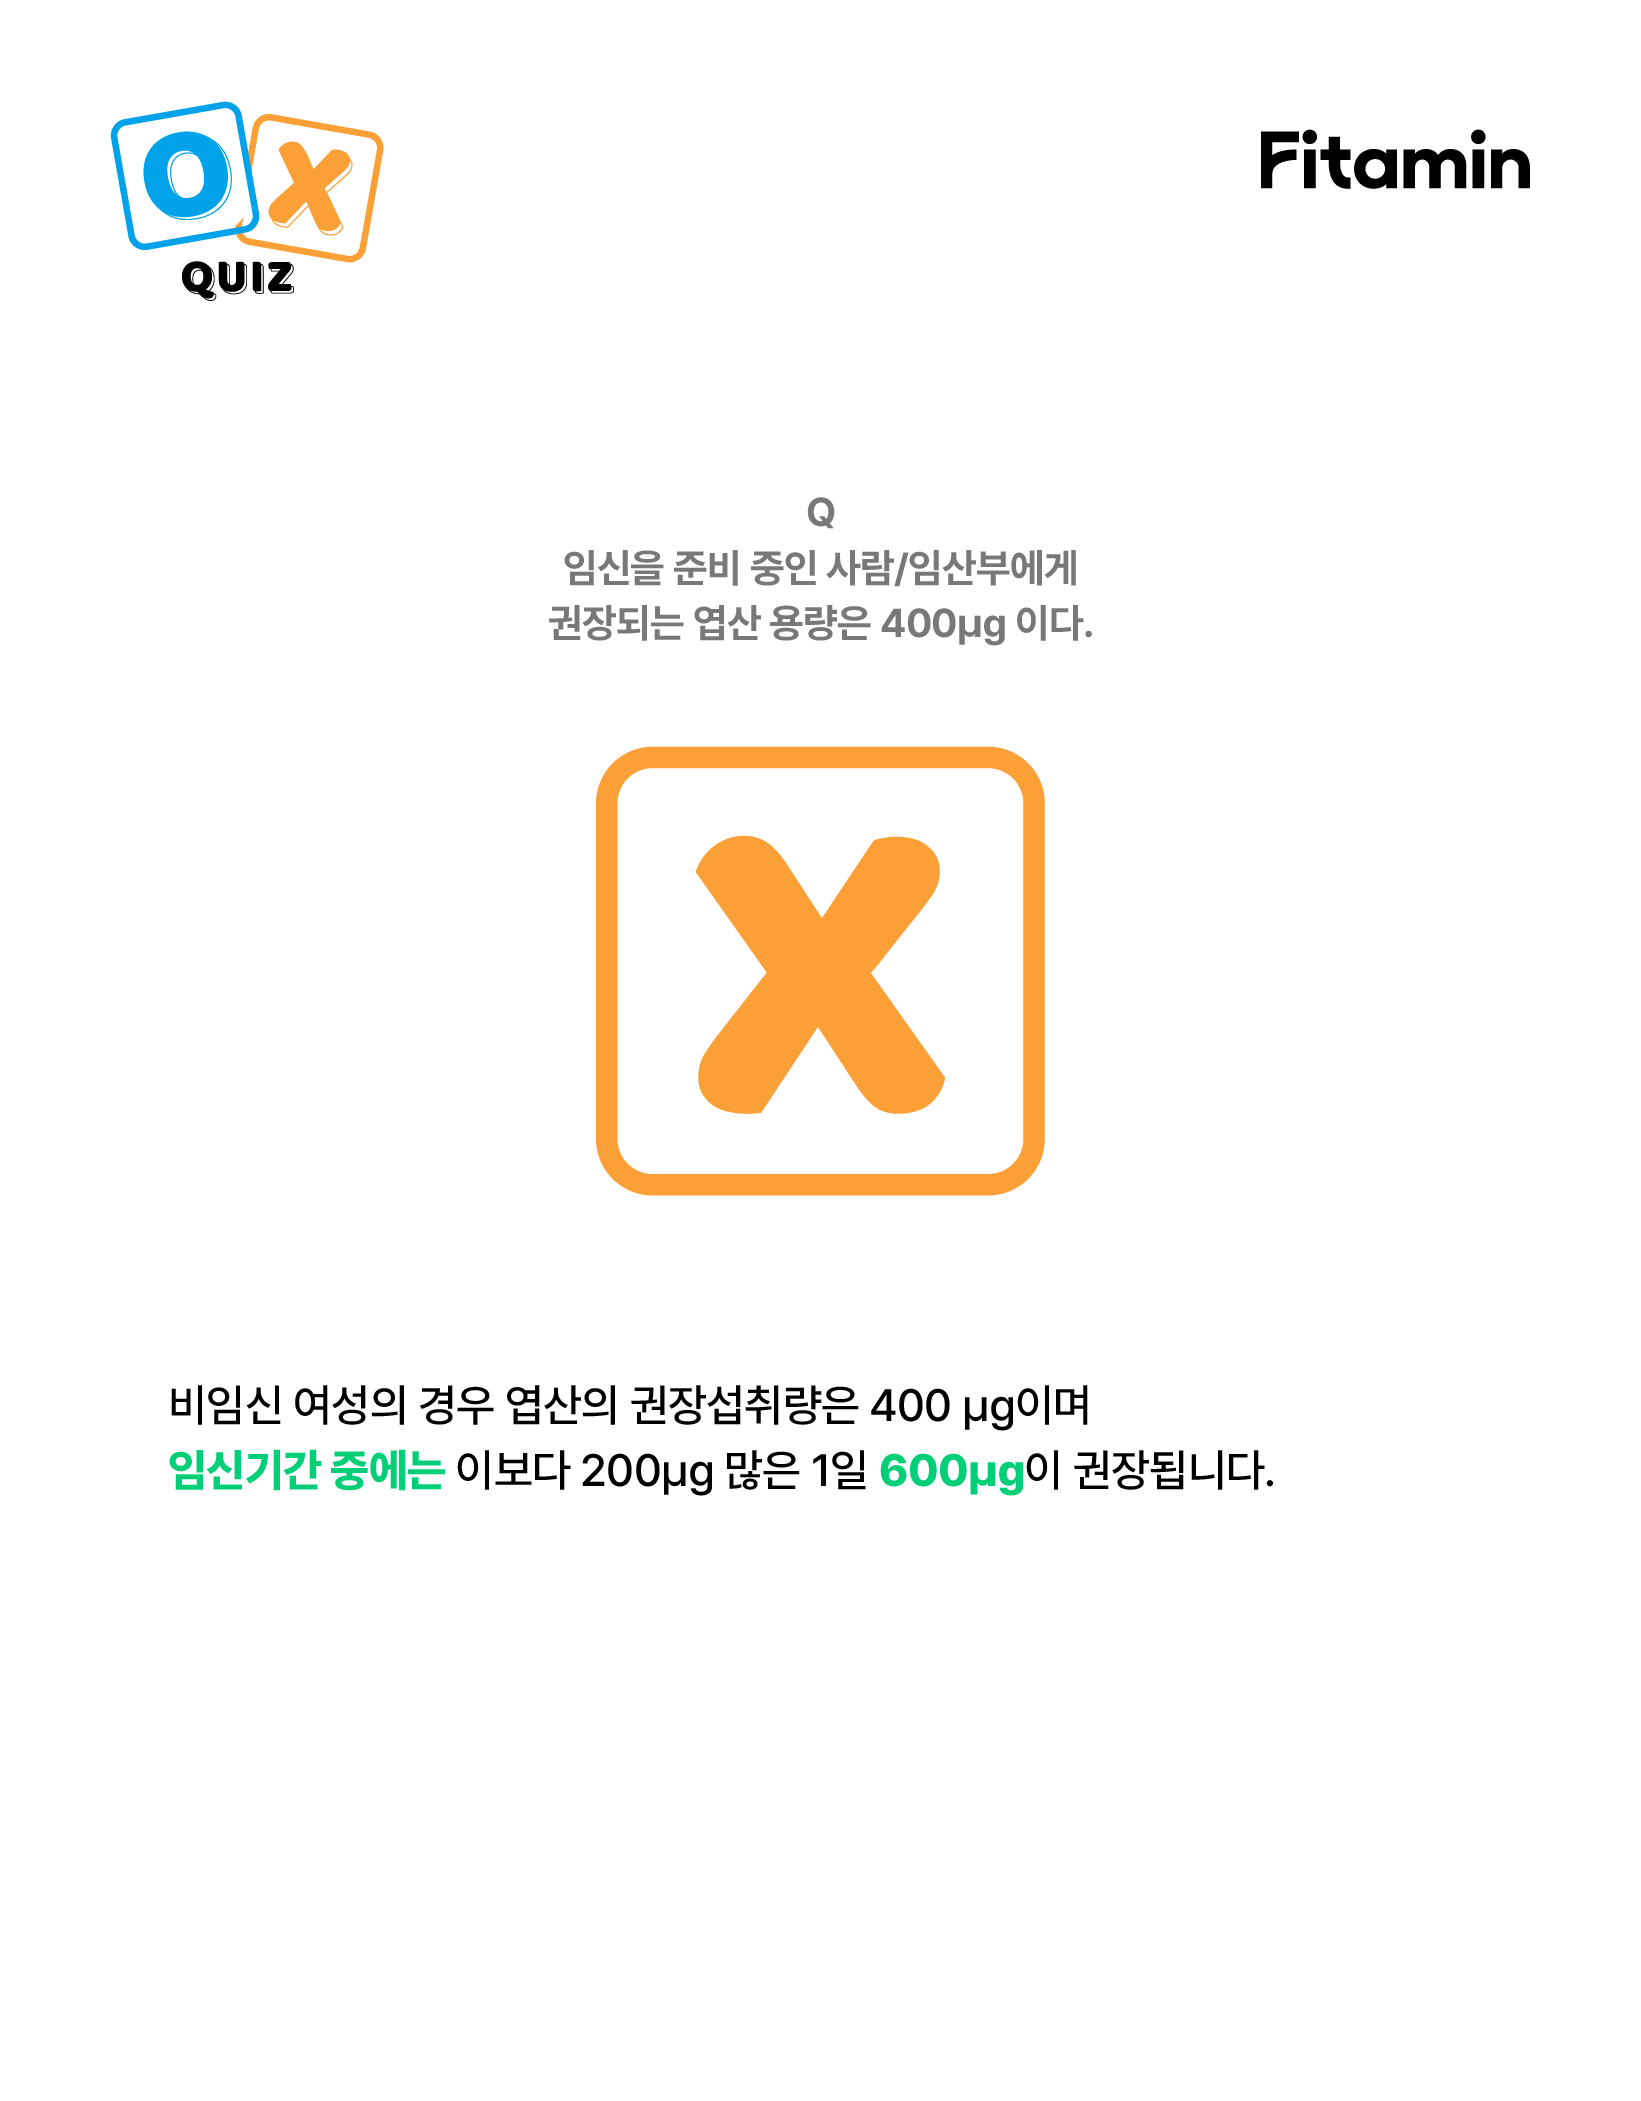 O X
QUIZ
Fitamin
Q
임신을 준비 중인 사람/임산부에게
권장되는 엽산 용량은 400µg 이다.
X
비임신 여성의 경우 엽산의 권장섭취량은 400 µg이며
임신기간 중에는 이보다 200µg 많은 1일 600µg이 권장됩니다.